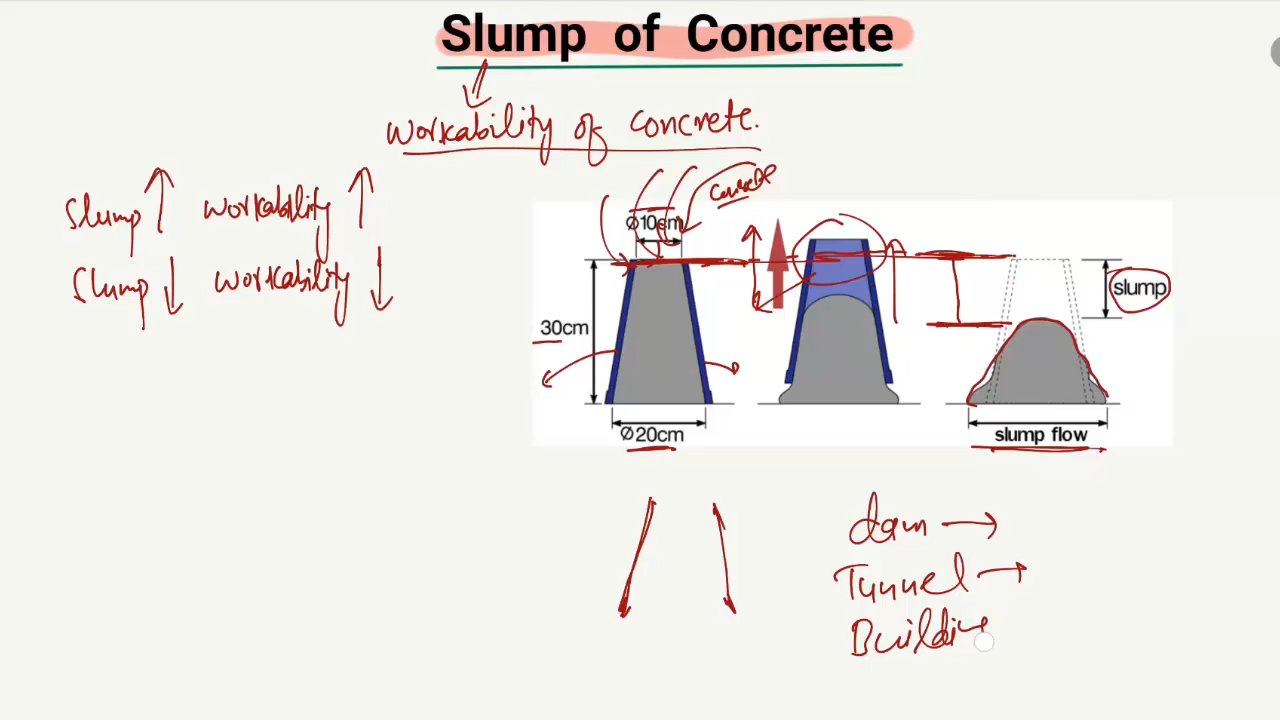 Slump of Concrete
workability of concrete.
Slump ↑ workability ↑
Slump ↓ workability ↓
concrete
Ø10cm
30cm
Ø20cm
slump
slump flow
dam →
Tunnel →
Building